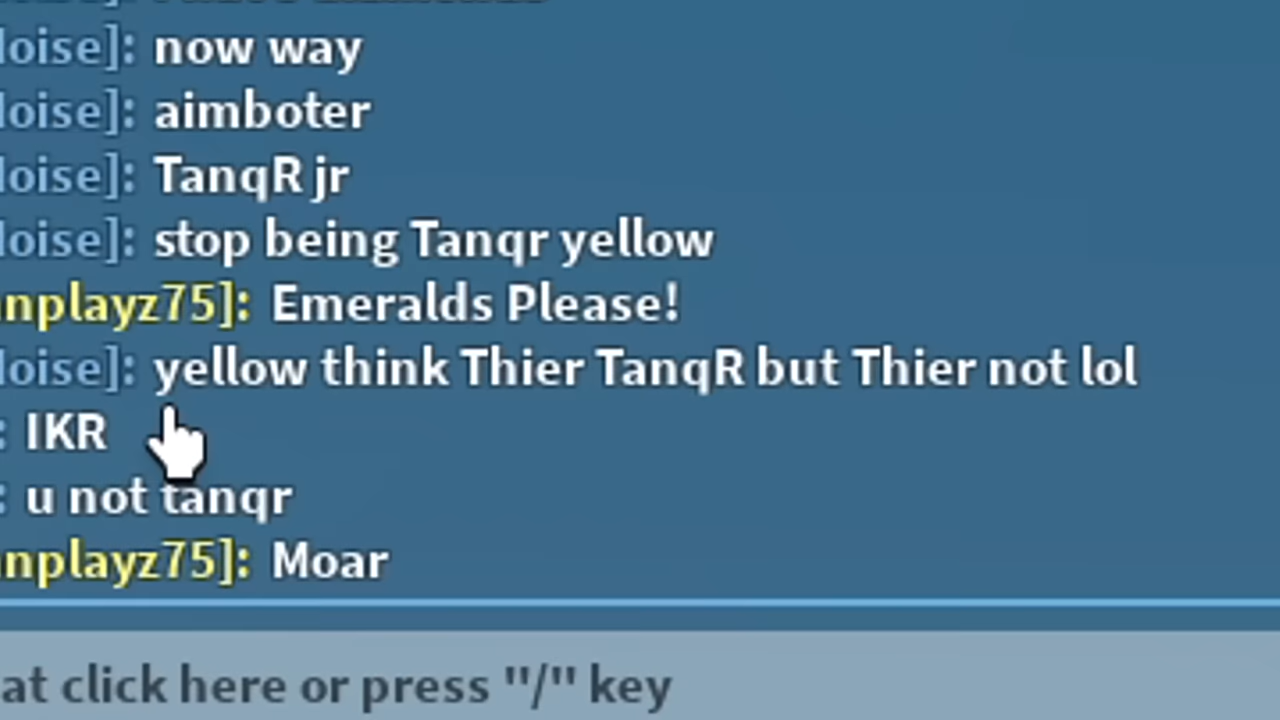 loise]: now way
loise]: aimboter
loise]: TanqR jr
loise]: stop being Tanqr yellow
nplayz75]: Emeralds Please!
loise]: yellow think Thier TanqR but Thier not lol
: IKR
: u not tanqr
nplayz75]: Moar
at click here or press "/" key